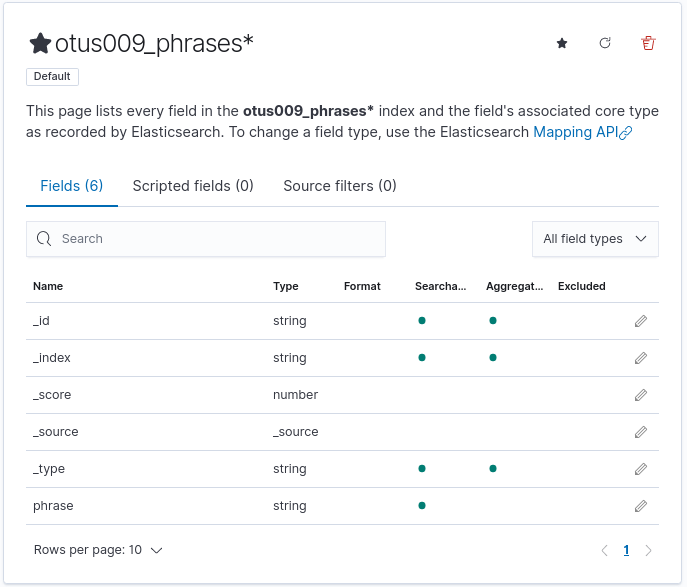 otus009_phrases*
Default
This page lists every field in the otus009_phrases* index and the field's associated core type
as recorded by Elasticsearch. To change a field type, use the Elasticsearch Mapping API
Fields (6) Scripted fields (0) Source filters (0)
Search All field types
Name Type Format Searcha... Aggregat... Excluded
_id string
_index string
_score number
_source _source
_type string
phrase string
Rows per page: 10 1